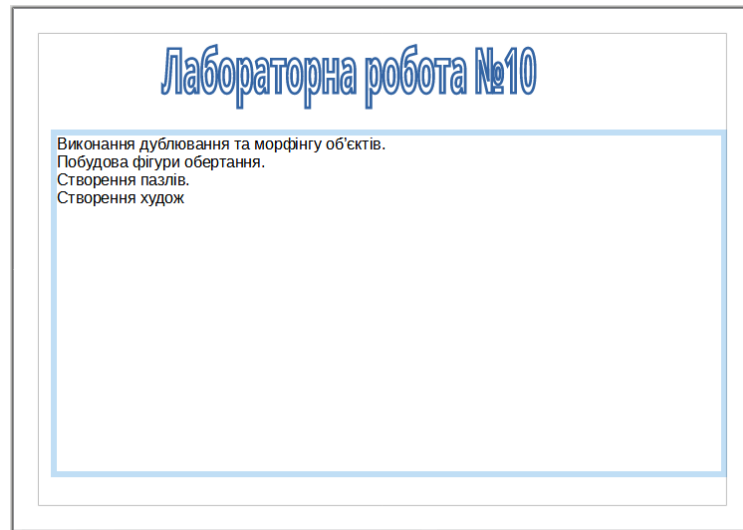 Лабораторна робота №10
Виконання дублювання та морфінгу об'єктів.
Побудова фігури обертання.
Створення пазлів.
Створення худож